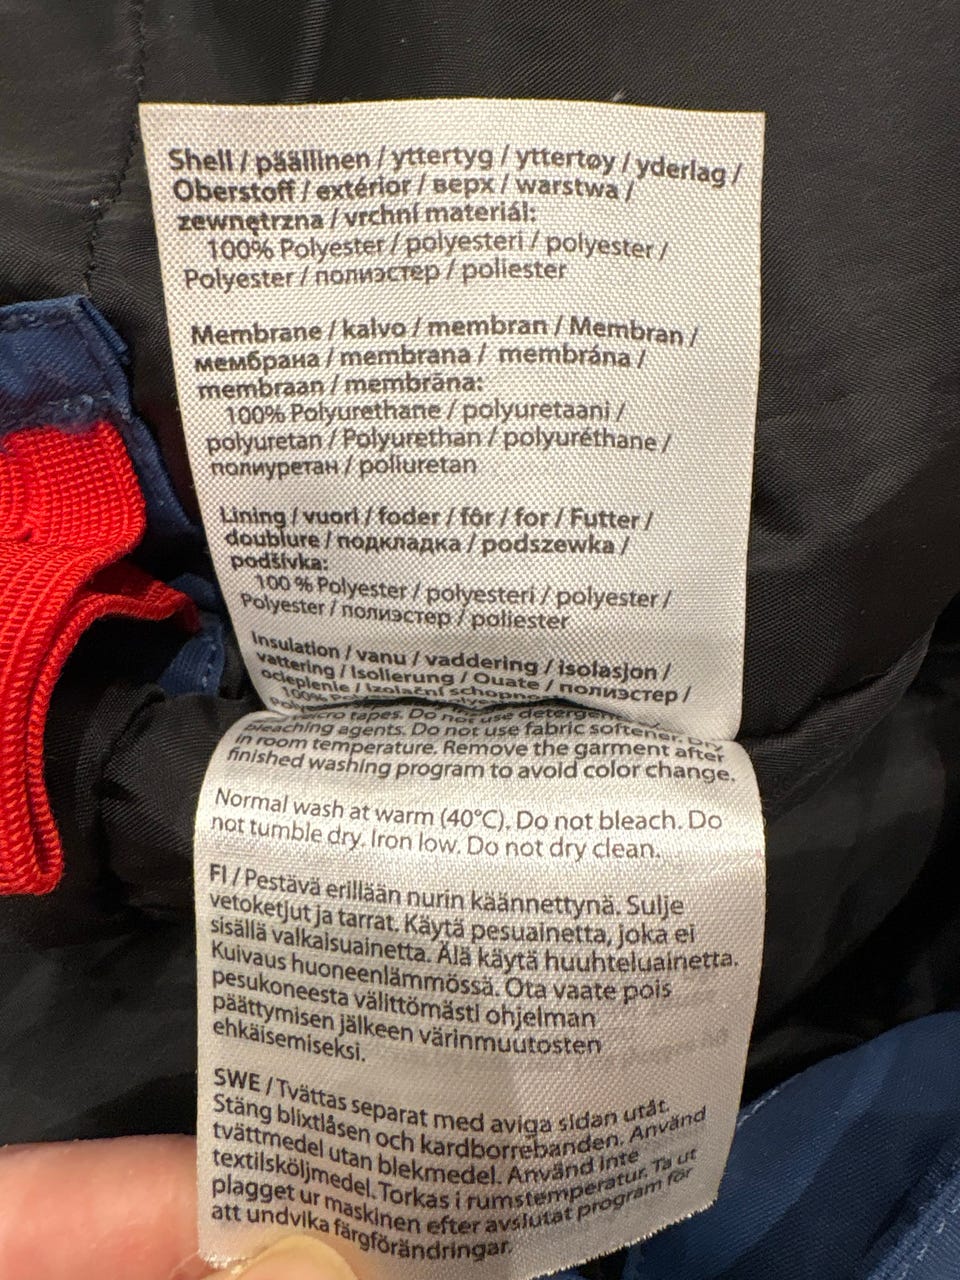 Shell / päällinen / yttertyg / yttertøy / yderlag /
Oberstoff / extérior / верх / warstwa /
zewnętrzna / vrchní materiál:
100% Polyester / polyesteri / polyester /
Polyester / полиэстер / poliester
Membrane / kalvo / membran / Membran /
мембрана / membrana / membrána /
membraan / membrāna:
100% Polyurethane / polyuretaani /
polyuretan / Polyurethan / polyuréthane /
полиуретан / poliuretan
Lining / vuori / foder / fôr / for / Futter /
doublure / подкладка / podszewka /
podšívka:
100 % Polyester / polyesteri / polyester /
Polyester / полиэстер / poliester
Insulation / vanu / vaddering / isolasjon /
vattering / Isolierung / Ouate / полиэстер /
ocieplenie / Izolační
100%
tapes. Do not use
bleaching agents. Do not use fabric softener. Dry
in room temperature. Remove the garment after
finished washing program to avoid color change.
Normal wash at warm (40°C). Do not bleach. Do
not tumble dry. Iron low. Do not dry clean.
FI / Pestävä erillään nurin käännettynä. Sulje
vetoketjut ja tarrat. Käytä pesuainetta, joka ei
sisällä valkaisuainetta. Älä käytä huuhteluainetta.
Kuivaus huoneenlämmössä. Ota vaate pois
pesukoneesta välittömästi ohjelman
päättymisen jälkeen värinmuutosten
ehkäisemiseksi.
SWE / Tvättas separat med aviga sidan utåt.
Stäng blixtlåsen och kardborrebanden. Använd
tvättmedel utan blekmedel. Använd inte
textilsköljmedel. Torkas i rumstemperatur. Ta ut
plagget ur maskinen efter avslutat program för
att undvika färgförändringar.